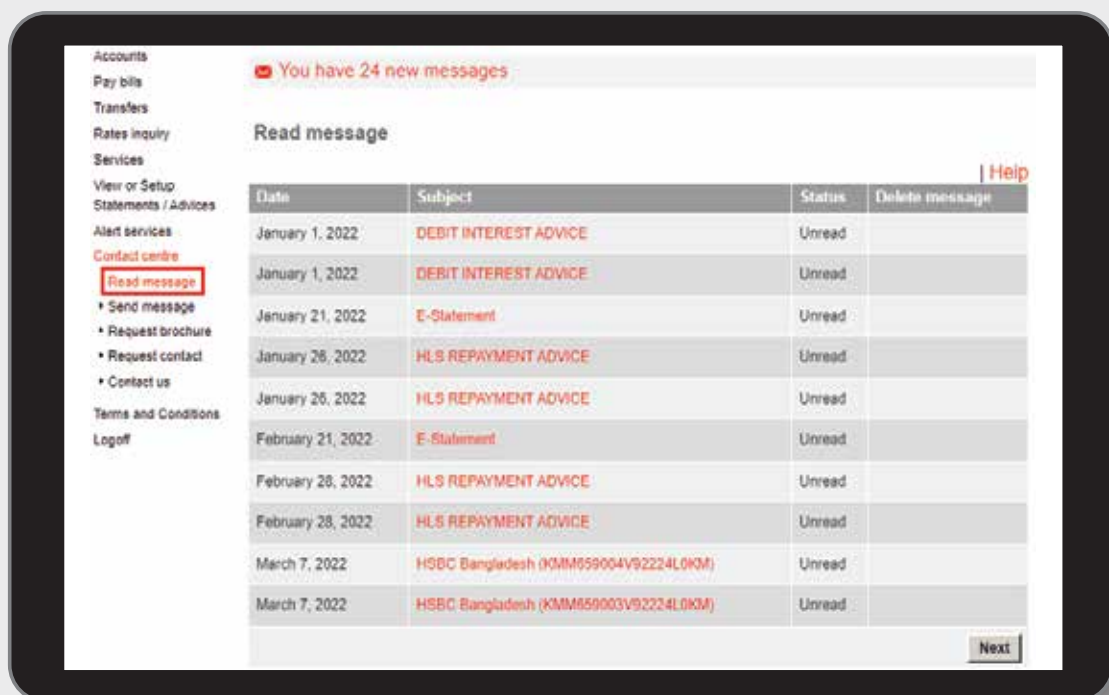 Accounts
Pay bills
Transfers
Rates inquiry
Services
View or Setup
Statements / Advices
Alert services
Contact centre
Read message
Send message
Request brochure
Request contact
Contact us
Terms and Conditions
Logoff
You have 24 new messages
Read message
| Help
Date Subject Status Delete message
January 1, 2022 DEBIT INTEREST ADVICE Unread
January 1, 2022 DEBIT INTEREST ADVICE Unread
January 21, 2022 E-Statement Unread
January 26, 2022 HLS REPAYMENT ADVICE Unread
January 26, 2022 HLS REPAYMENT ADVICE Unread
February 21, 2022 E-Statement Unread
February 28, 2022 HLS REPAYMENT ADVICE Unread
February 28, 2022 HLS REPAYMENT ADVICE Unread
March 7, 2022 HSBC Bangladesh (KMM659004V92224L0KM) Unread
March 7, 2022 HSBC Bangladesh (KMM659003V92224L0KM) Unread
Next